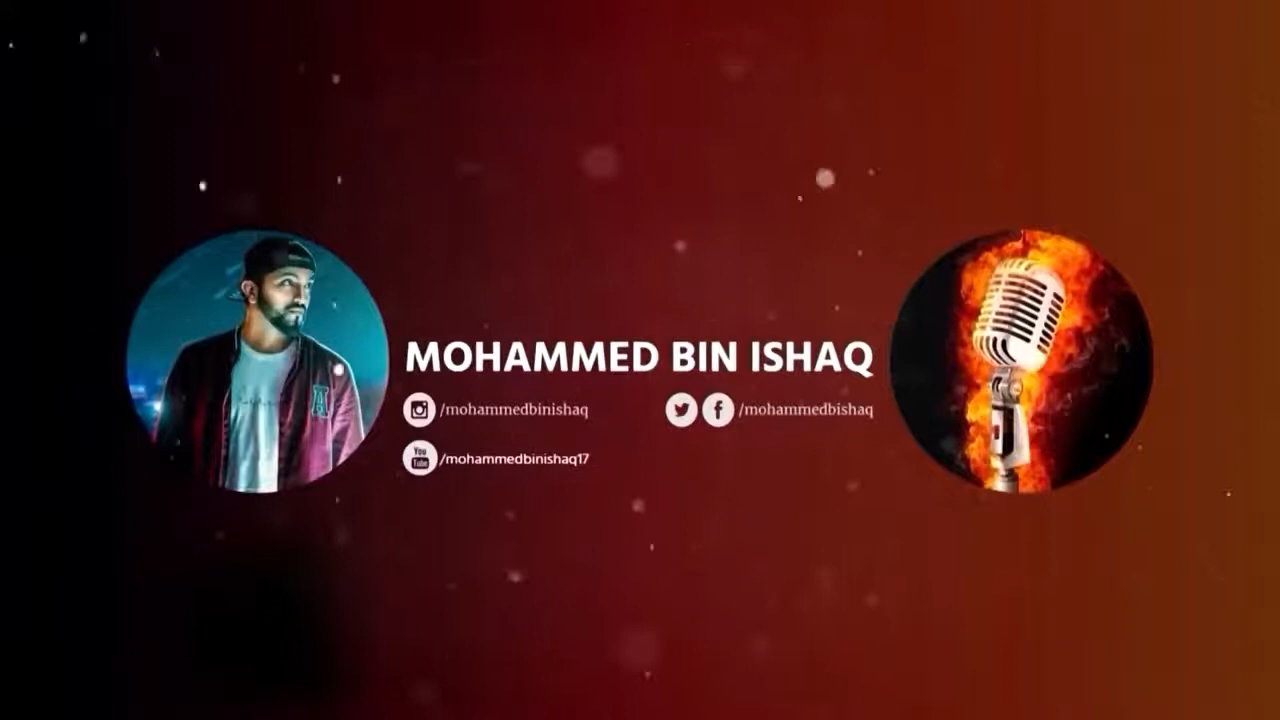 MOHAMMED BIN ISHAQ
/mohammedbinishaq
/mohammedbishaq
You
Tube
/mohammedbinishaq17
A